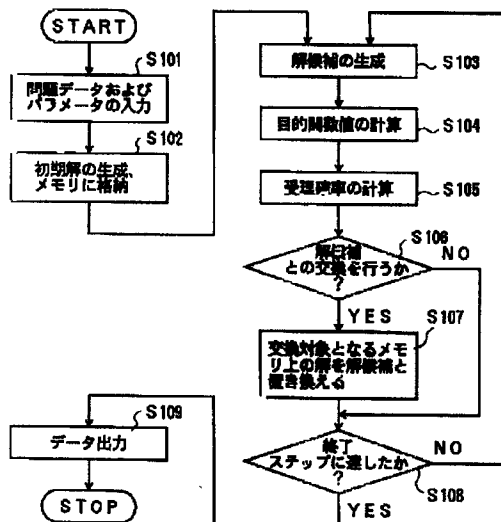 START
S101
問題データおよび
パラメータの入力
S102
初期解の生成、
メモリに格納
解候補の生成
S103
目的関数値の計算
S104
受理確率の計算
S105
解候補
との交換を行うか
?
S106
NO
YES
S107
交換対象となるメモ
リ上の解を解候補と
置き換える
終了
ステップに達したか
?
NO
S108
YES
S109
データ出力
STOP